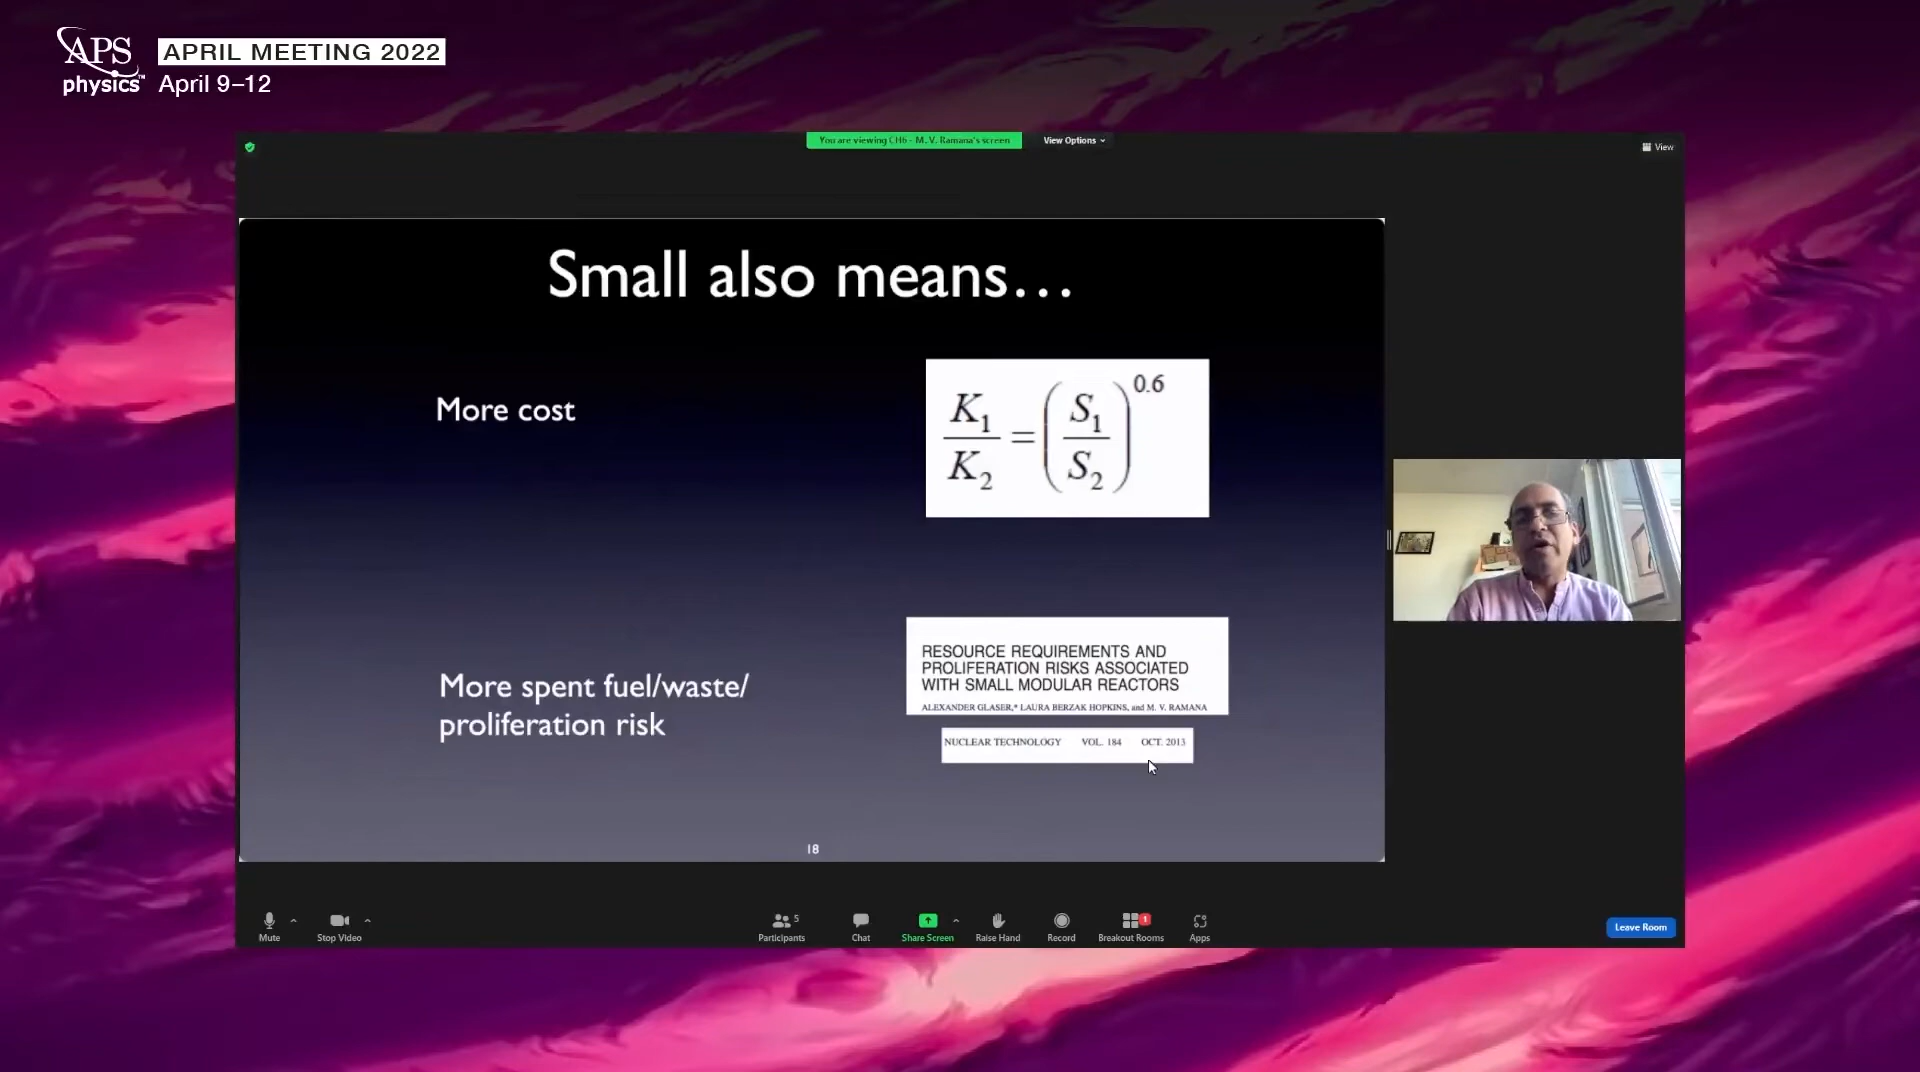 APS
physics™
APRIL MEETING 2022
April 9–12
You are viewing CH6 - M. V. Ramana's screen
View Options
View
Small also means...
More cost
K₁/K₂ = (S₁/S₂)^0.6
RESOURCE REQUIREMENTS AND
PROLIFERATION RISKS ASSOCIATED
WITH SMALL MODULAR REACTORS
ALEXANDER GLASER,* LAURA BERZAK HOPKINS, and M. V. RAMANA
More spent fuel/waste/
proliferation risk
NUCLEAR TECHNOLOGY VOL. 184 OCT. 2013
18
Mute
Stop Video
5
Participants
Chat
Share Screen
Raise Hand
Record
1
Breakout Rooms
Apps
Leave Room